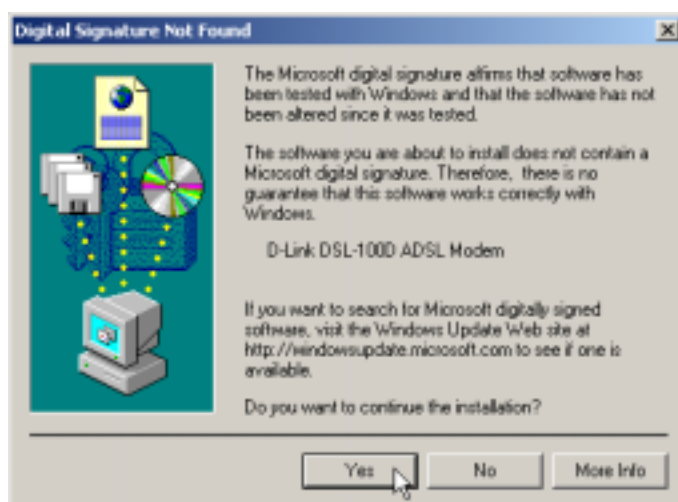 Digital Signature Not Found
The Microsoft digital signature affirms that software has
been tested with Windows and that the software has not
been altered since it was tested.
The software you are about to install does not contain a
Microsoft digital signature. Therefore, there is no
guarantee that this software works correctly with
Windows.
D-Link DSL-100D ADSL Modem
If you want to search for Microsoft digitally signed
software, visit the Windows Update Web site at
http://windowsupdate.microsoft.com to see if one is
available.
Do you want to continue the installation?
Yes No More Info